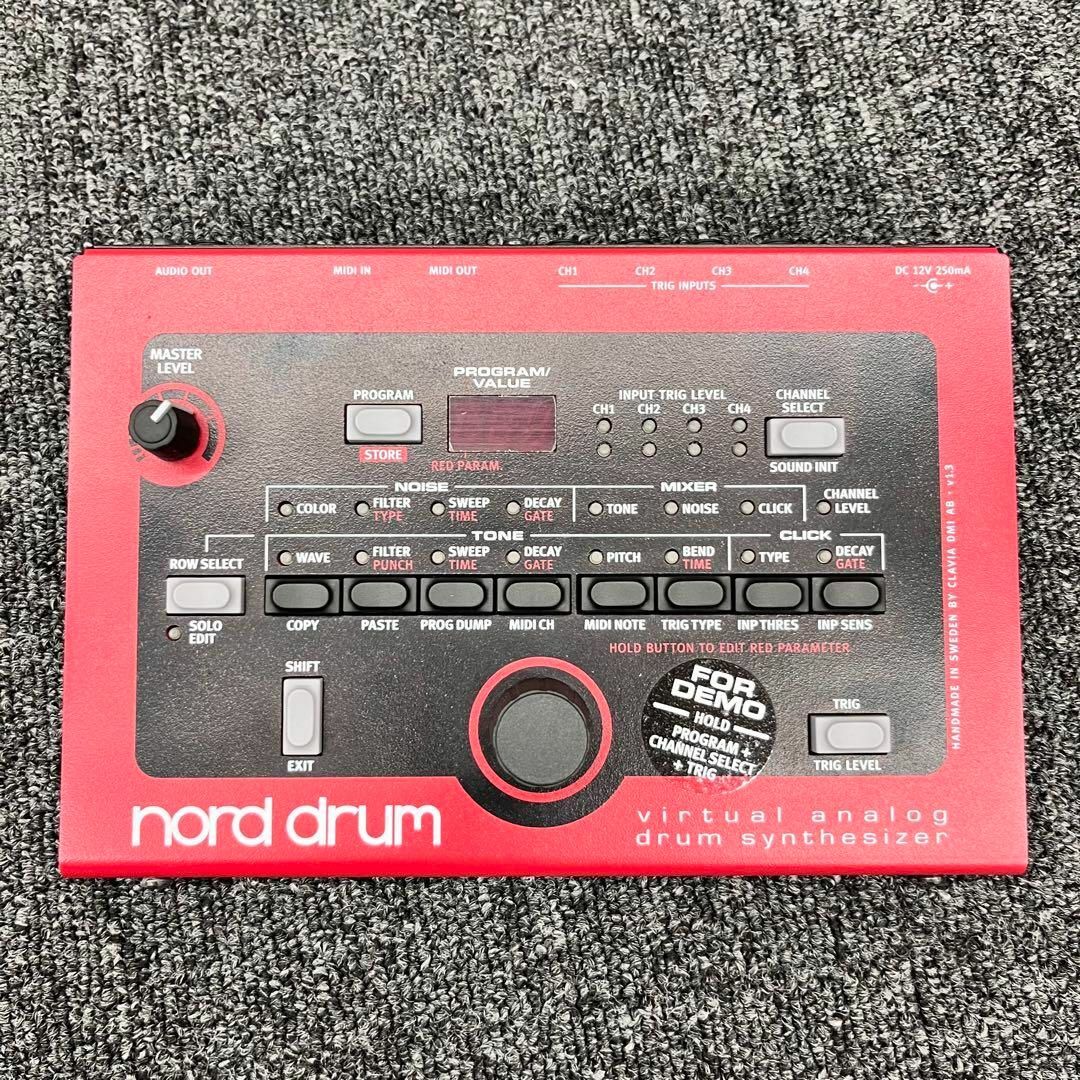 AUDIO OUT
MIDI IN
MIDI OUT
CH1 CH2 CH3 CH4
TRIG INPUTS
DC 12V 250mA
MASTER
LEVEL
PROGRAM
STORE
PROGRAM/
VALUE
RED PARAM.
INPUT TRIG LEVEL
CH1 CH2 CH3 CH4
CHANNEL
SELECT
SOUND INIT
NOISE
MIXER
COLOR
FILTER
TYPE
SWEEP
TIME
DECAY
GATE
TONE
NOISE
CLICK
CHANNEL
LEVEL
TONE
CLICK
ROW SELECT
WAVE
FILTER
PUNCH
SWEEP
TIME
DECAY
GATE
PITCH
BEND
TIME
TYPE
DECAY
GATE
SOLO
EDIT
COPY
PASTE
PROG DUMP
MIDI CH
MIDI NOTE
TRIG TYPE
INP THRES
INP SENS
HOLD BUTTON TO EDIT RED PARAMETER
SHIFT
EXIT
FOR
DEMO
HOLD
PROGRAM +
CHANNEL SELECT
+ TRIG
TRIG
TRIG LEVEL
HANDMADE IN SWEDEN BY CLAVIA DMI AB · v1.3
nord drum
virtual analog
drum synthesizer